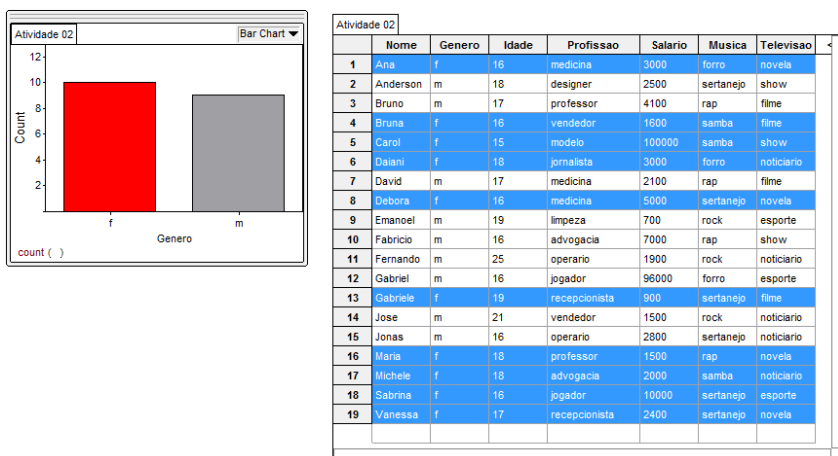 Atividade 02
Bar Chart
12
10
8
6
4
2
Count
f m
Genero
count ( )
Atividade 02
Nome Genero Idade Profissao Salario Musica Televisao <
1 Ana f 16 medicina 3000 forro novela
2 Anderson m 18 designer 2500 sertanejo show
3 Bruno m 17 professor 4100 rap filme
4 Bruna f 16 vendedor 1600 samba filme
5 Carol f 15 modelo 100000 samba show
6 Daiani f 18 jornalista 3000 forro noticiario
7 David m 17 medicina 2100 rap filme
8 Debora f 16 medicina 5000 sertanejo novela
9 Emanoel m 19 limpeza 700 rock esporte
10 Fabricio m 16 advogacia 7000 rap show
11 Fernando m 25 operario 1900 rock noticiario
12 Gabriel m 16 jogador 96000 forro esporte
13 Gabriele f 19 recepcionista 900 sertanejo filme
14 Jose m 21 vendedor 1500 rock noticiario
15 Jonas m 16 operario 2800 sertanejo noticiario
16 Maria f 18 professor 1500 rap novela
17 Michele f 18 advogacia 2000 samba noticiario
18 Sabrina f 16 jogador 10000 sertanejo esporte
19 Vanessa f 17 recepcionista 2400 sertanejo novela